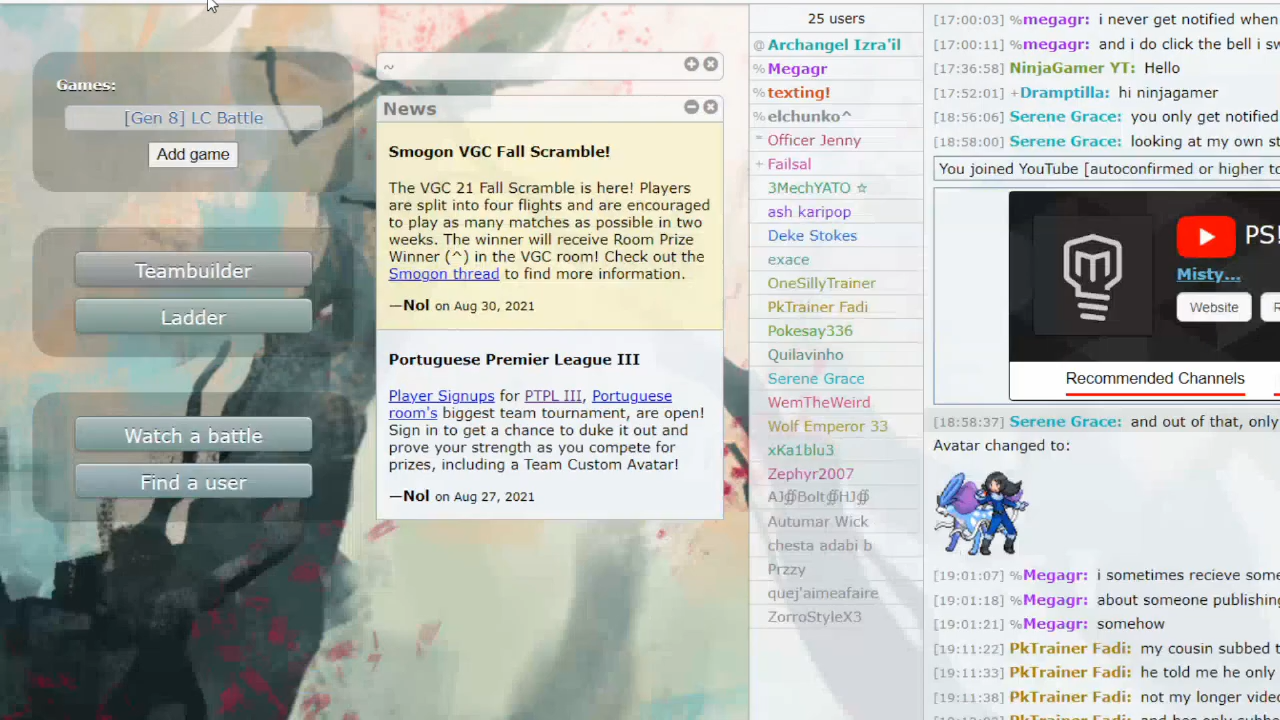 Games:
[Gen 8] LC Battle
Add game
Teambuilder
Ladder
Watch a battle
Find a user
~
News
Smogon VGC Fall Scramble!
The VGC 21 Fall Scramble is here! Players
are split into four flights and are encouraged
to play as many matches as possible in two
weeks. The winner will receive Room Prize
Winner (^) in the VGC room! Check out the
Smogon thread to find more information.
—Nol on Aug 30, 2021
Portuguese Premier League III
Player Signups for PTPL III, Portuguese
room's biggest team tournament, are open!
Sign in to get a chance to duke it out and
prove your strength as you compete for
prizes, including a Team Custom Avatar!
—Nol on Aug 27, 2021
25 users
@Archangel Izra'il
%Megagr
%texting!
%elchunko^
*Officer Jenny
+Failsal
3MechYATO ☆
ash karipop
Deke Stokes
exace
OneSillyTrainer
PkTrainer Fadi
Pokesay336
Quilavinho
Serene Grace
WemTheWeird
Wolf Emperor 33
xKa1blu3
Zephyr2007
Autumar Wick
chesta adabi b
Przzy
quej'aimeafaire
ZorroStyleX3
[17:00:03] %megagr: i never get notified when
[17:00:11] %megagr: and i do click the bell i sw
[17:36:58] NinjaGamer YT: Hello
[17:52:01] +Dramptilla: hi ninjagamer
[18:56:06] Serene Grace: you only get notified
[18:58:00] Serene Grace: looking at my own st
You joined YouTube [autoconfirmed or higher to
PS!
Misty...
Website
R
Recommended Channels
[18:58:37] Serene Grace: and out of that, only
Avatar changed to:
[19:01:07] %Megagr: i sometimes recieve some
[19:01:18] %Megagr: about someone publishing
[19:01:21] %Megagr: somehow
[19:11:22] PkTrainer Fadi: my cousin subbed t
[19:11:33] PkTrainer Fadi: he told me he only
[19:11:38] PkTrainer Fadi: not my longer video